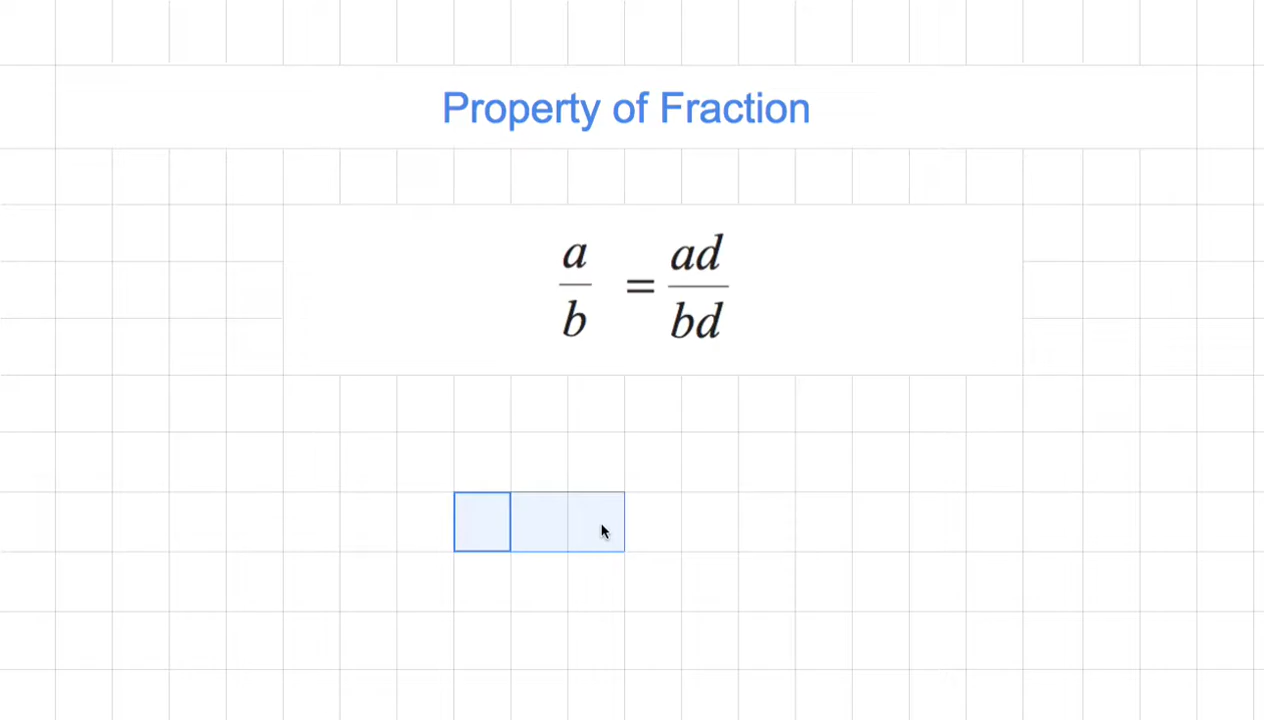 Property of Fraction
a/b = ad/bd